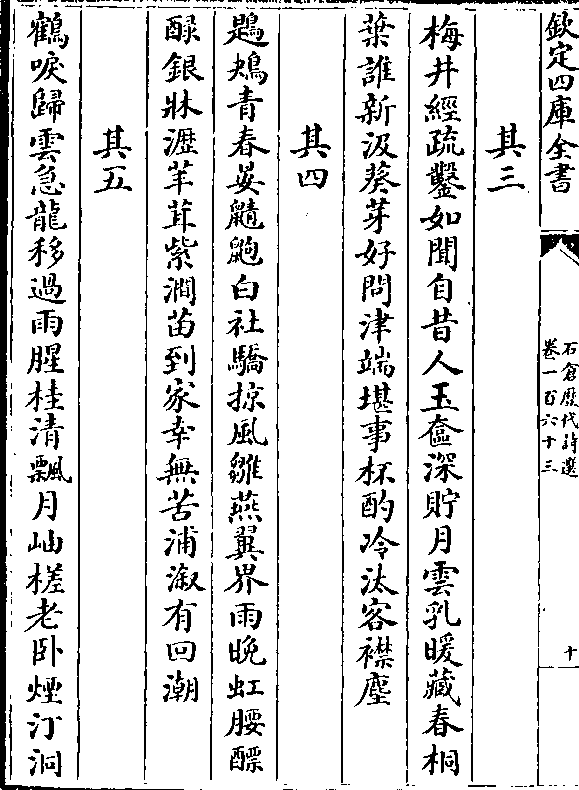 欽定四庫全書
石倉歴代詩選
卷一百六十三
十
其三
梅井經疏鑿如聞自昔人玉奩深貯月雲乳暖藏春桐
葉誰新汲葵芽好問津端堪事杯酌冷汰客襟塵
其四
鶗鴂青春晏齈齁白社驕掠風雛燕翼界雨晚虹腰醥
醁銀牀瀝羊茸紫澗苗到家幸無苦浦溆有回潮
其五
鶴唳歸雲急龍移過雨腥桂清飄月岫槎老卧煙汀洞